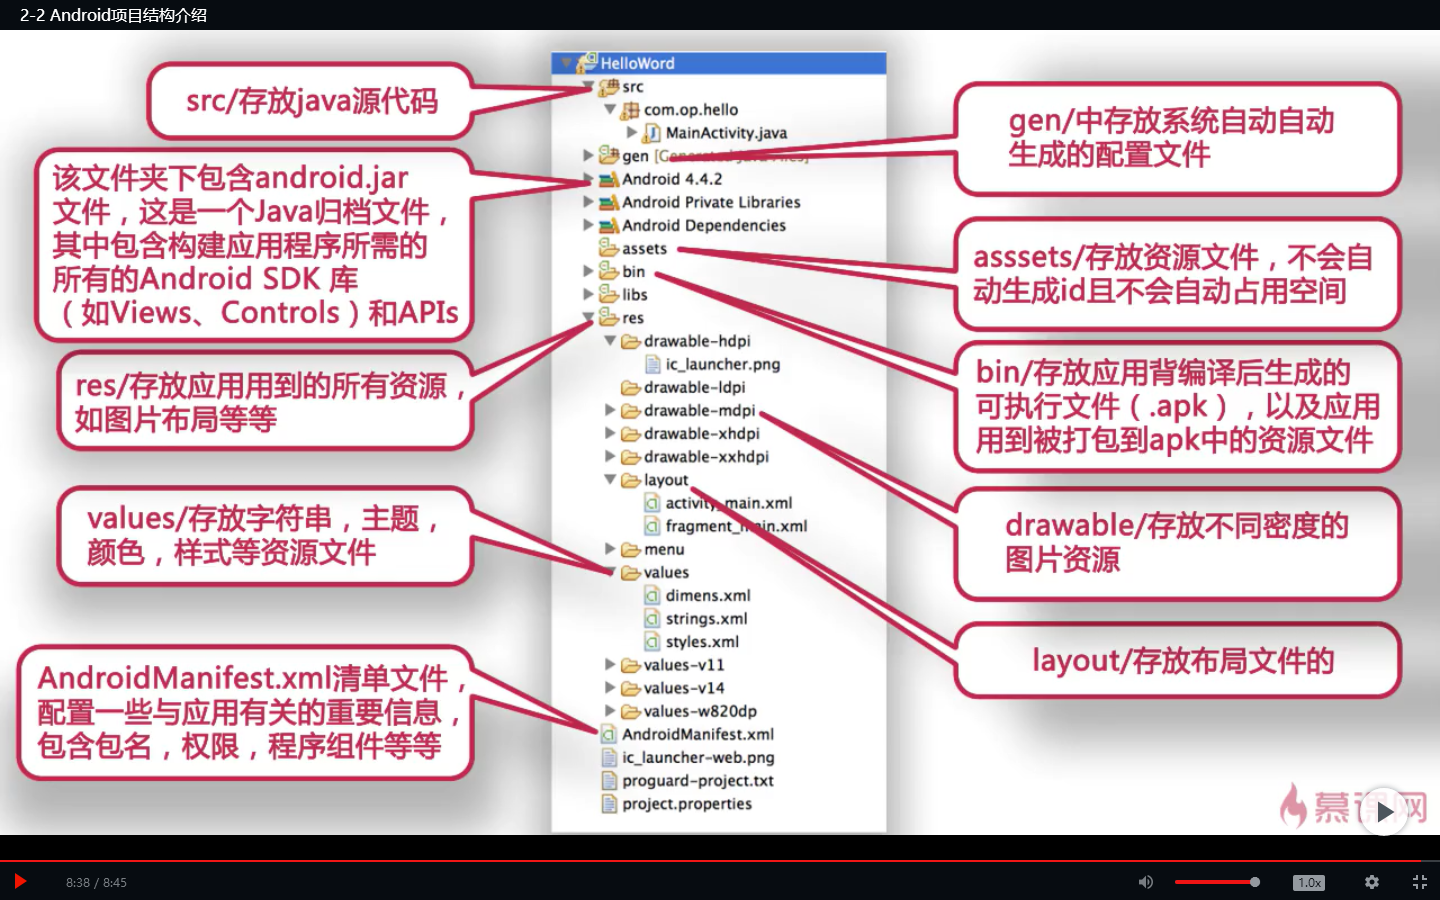 2-2 Android项目结构介绍
src/存放java源代码
该文件夹下包含android.jar
文件，这是一个Java归档文件，
其中包含构建应用程序所需的
所有的Android SDK 库
（如Views、Controls）和APIs
res/存放应用用到的所有资源，
如图片布局等等
values/存放字符串，主题，
颜色，样式等资源文件
AndroidManifest.xml清单文件，
配置一些与应用有关的重要信息，
包含包名，权限，程序组件等等
HelloWord
src
com.op.hello
MainActivity.java
gen [Generated Java Files]
Android 4.4.2
Android Private Libraries
Android Dependencies
assets
bin
libs
res
drawable-hdpi
ic_launcher.png
drawable-ldpi
drawable-mdpi
drawable-xhdpi
drawable-xxhdpi
layout
activity_main.xml
fragment_main.xml
menu
values
dimens.xml
strings.xml
styles.xml
values-v11
values-v14
values-w820dp
AndroidManifest.xml
ic_launcher-web.png
proguard-project.txt
project.properties
gen/中存放系统自动自动
生成的配置文件
asssets/存放资源文件，不会自
动生成id且不会自动占用空间
bin/存放应用背编译后生成的
可执行文件（.apk），以及应用
用到被打包到apk中的资源文件
drawable/存放不同密度的
图片资源
layout/存放布局文件的
慕课网
8:38 / 8:45
1.0x